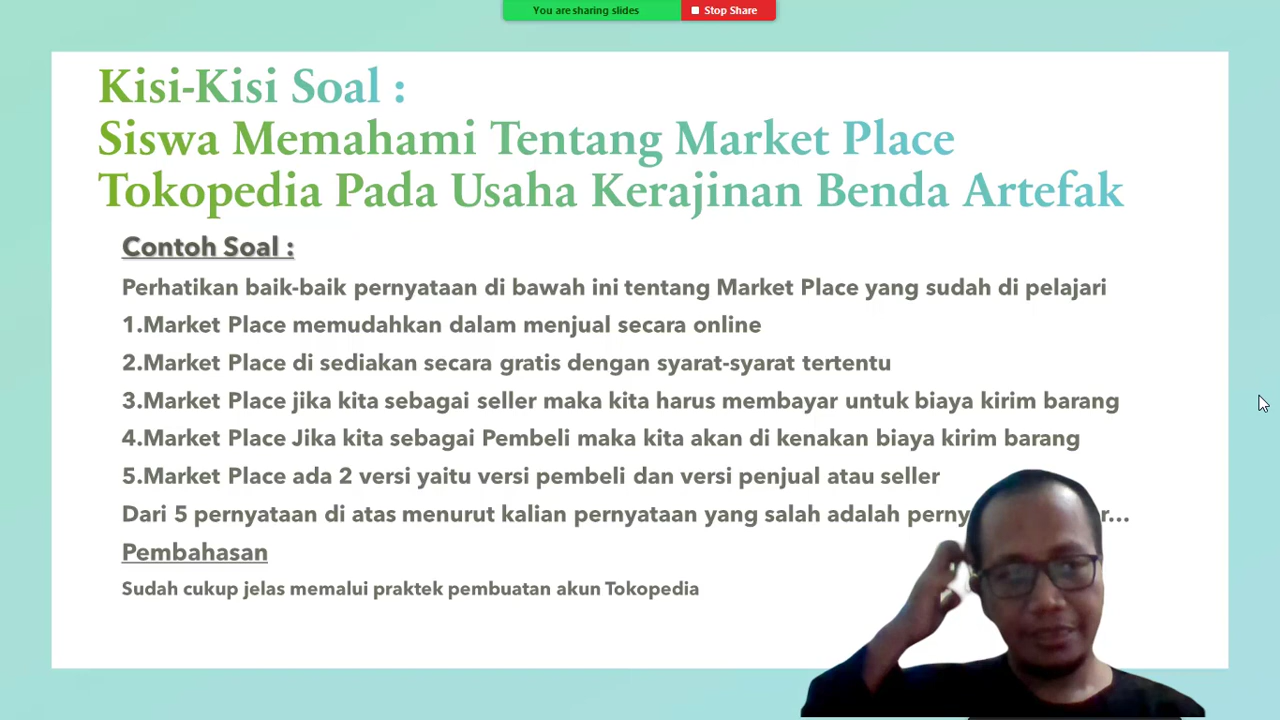 You are sharing slides
Stop Share
Kisi-Kisi Soal :
Siswa Memahami Tentang Market Place
Tokopedia Pada Usaha Kerajinan Benda Artefak
Contoh Soal :
Perhatikan baik-baik pernyataan di bawah ini tentang Market Place yang sudah di pelajari
1.Market Place memudahkan dalam menjual secara online
2.Market Place di sediakan secara gratis dengan syarat-syarat tertentu
3.Market Place jika kita sebagai seller maka kita harus membayar untuk biaya kirim barang
4.Market Place Jika kita sebagai Pembeli maka kita akan di kenakan biaya kirim barang
5.Market Place ada 2 versi yaitu versi pembeli dan versi penjual atau seller
Dari 5 pernyataan di atas menurut kalian pernyataan yang salah adalah
Pembahasan
Sudah cukup jelas memalui praktek pembuatan akun Tokopedia